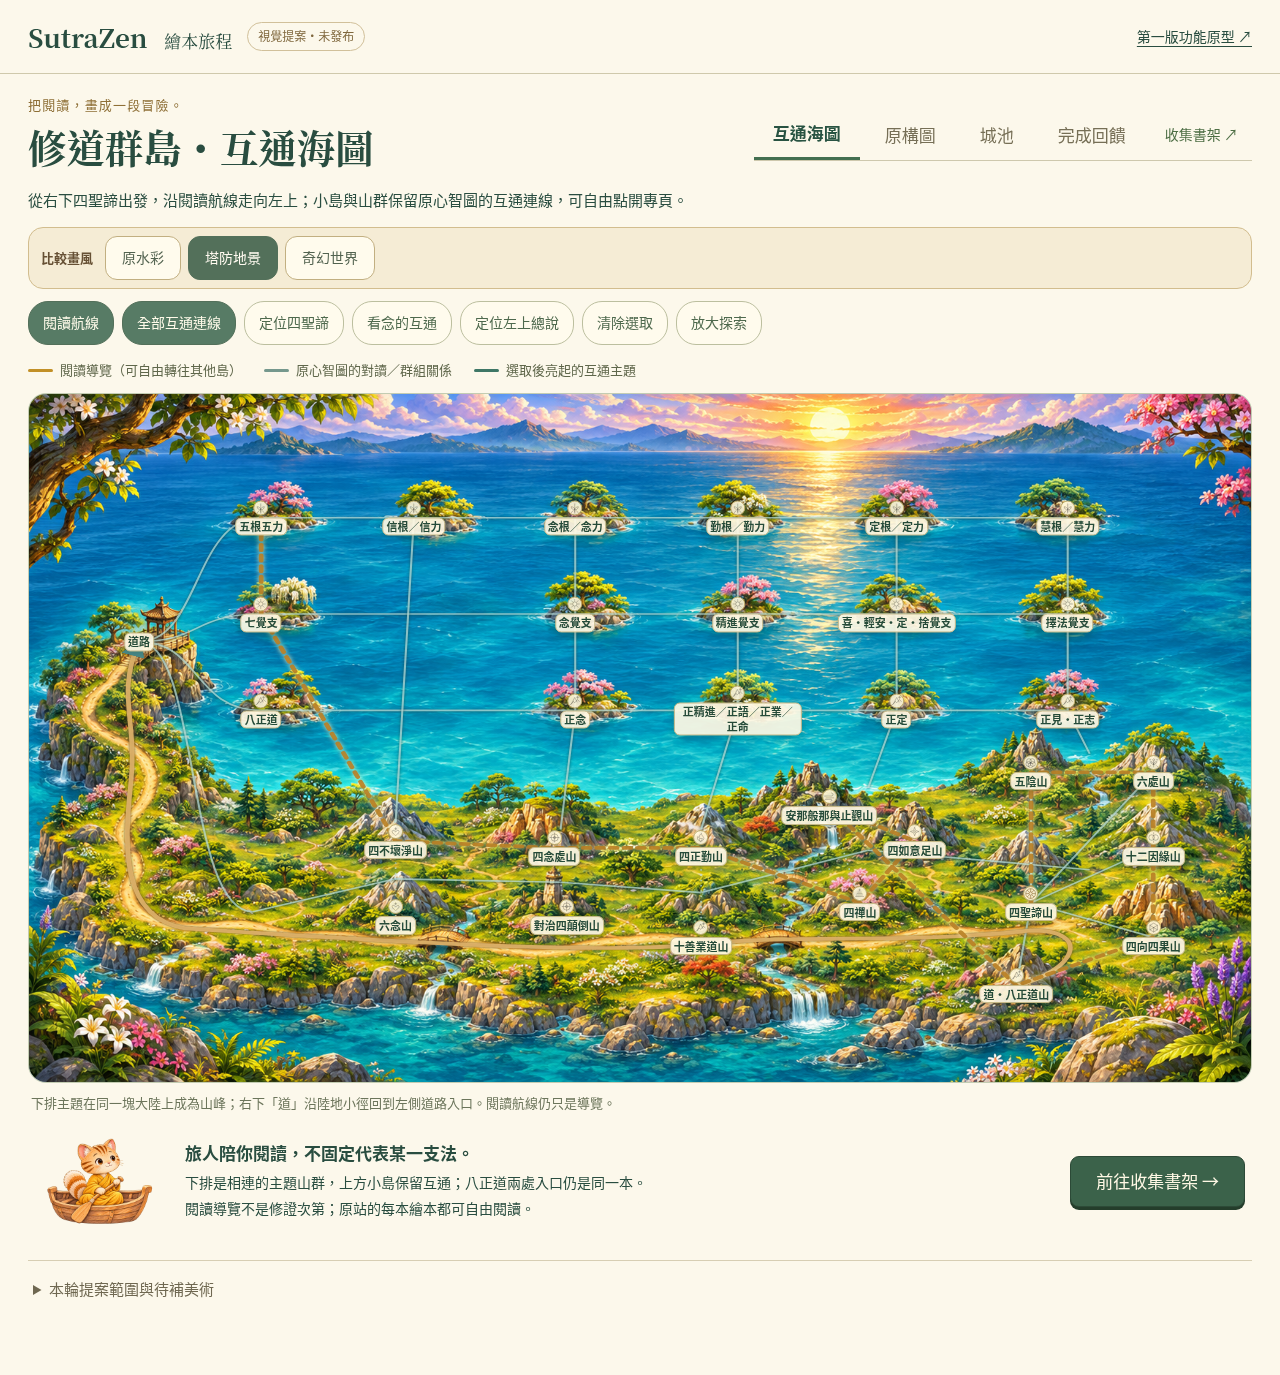 SutraZen 繪本旅程 視覺提案・未發布 第一版功能原型 ↗
把閱讀，畫成一段冒險。
修道群島・互通海圖
互通海圖 原構圖 城池 完成回饋 收集書架 ↗
從右下四聖諦出發，沿閱讀航線走向左上；小島與山群保留原心智圖的互通連線，可自由點開專頁。
比較畫風 原水彩 塔防地景 奇幻世界
閱讀航線 全部互通連線 定位四聖諦 看念的互通 定位左上總說 清除選取 放大探索
閱讀導覽（可自由轉往其他島） 原心智圖的對讀／群組關係 選取後亮起的互通主題
五根五力 信根／信力 念根／念力 勤根／勤力 定根／定力 慧根／慧力
七覺支 念覺支 精進覺支 喜・輕安・定・捨覺支 擇法覺支
道路
八正道 正念 正精進／正語／正業／
正命
正定 正見・正志
五陰山 六處山
安那般那與止觀山
四不壞淨山 四念處山 四正勤山 四如意足山 十二因緣山
四禪山 四聖諦山
六念山 對治四顛倒山 十善業道山 四向四果山
道・八正道山
下排主題在同一塊大陸上成為山峰；右下「道」沿陸地小徑回到左側道路入口。閱讀航線仍只是導覽。
旅人陪你閱讀，不固定代表某一支法。
下排是相連的主題山群，上方小島保留互通；八正道兩處入口仍是同一本。
閱讀導覽不是修證次第；原站的每本繪本都可自由閱讀。
前往收集書架 →
▶ 本輪提案範圍與待補美術